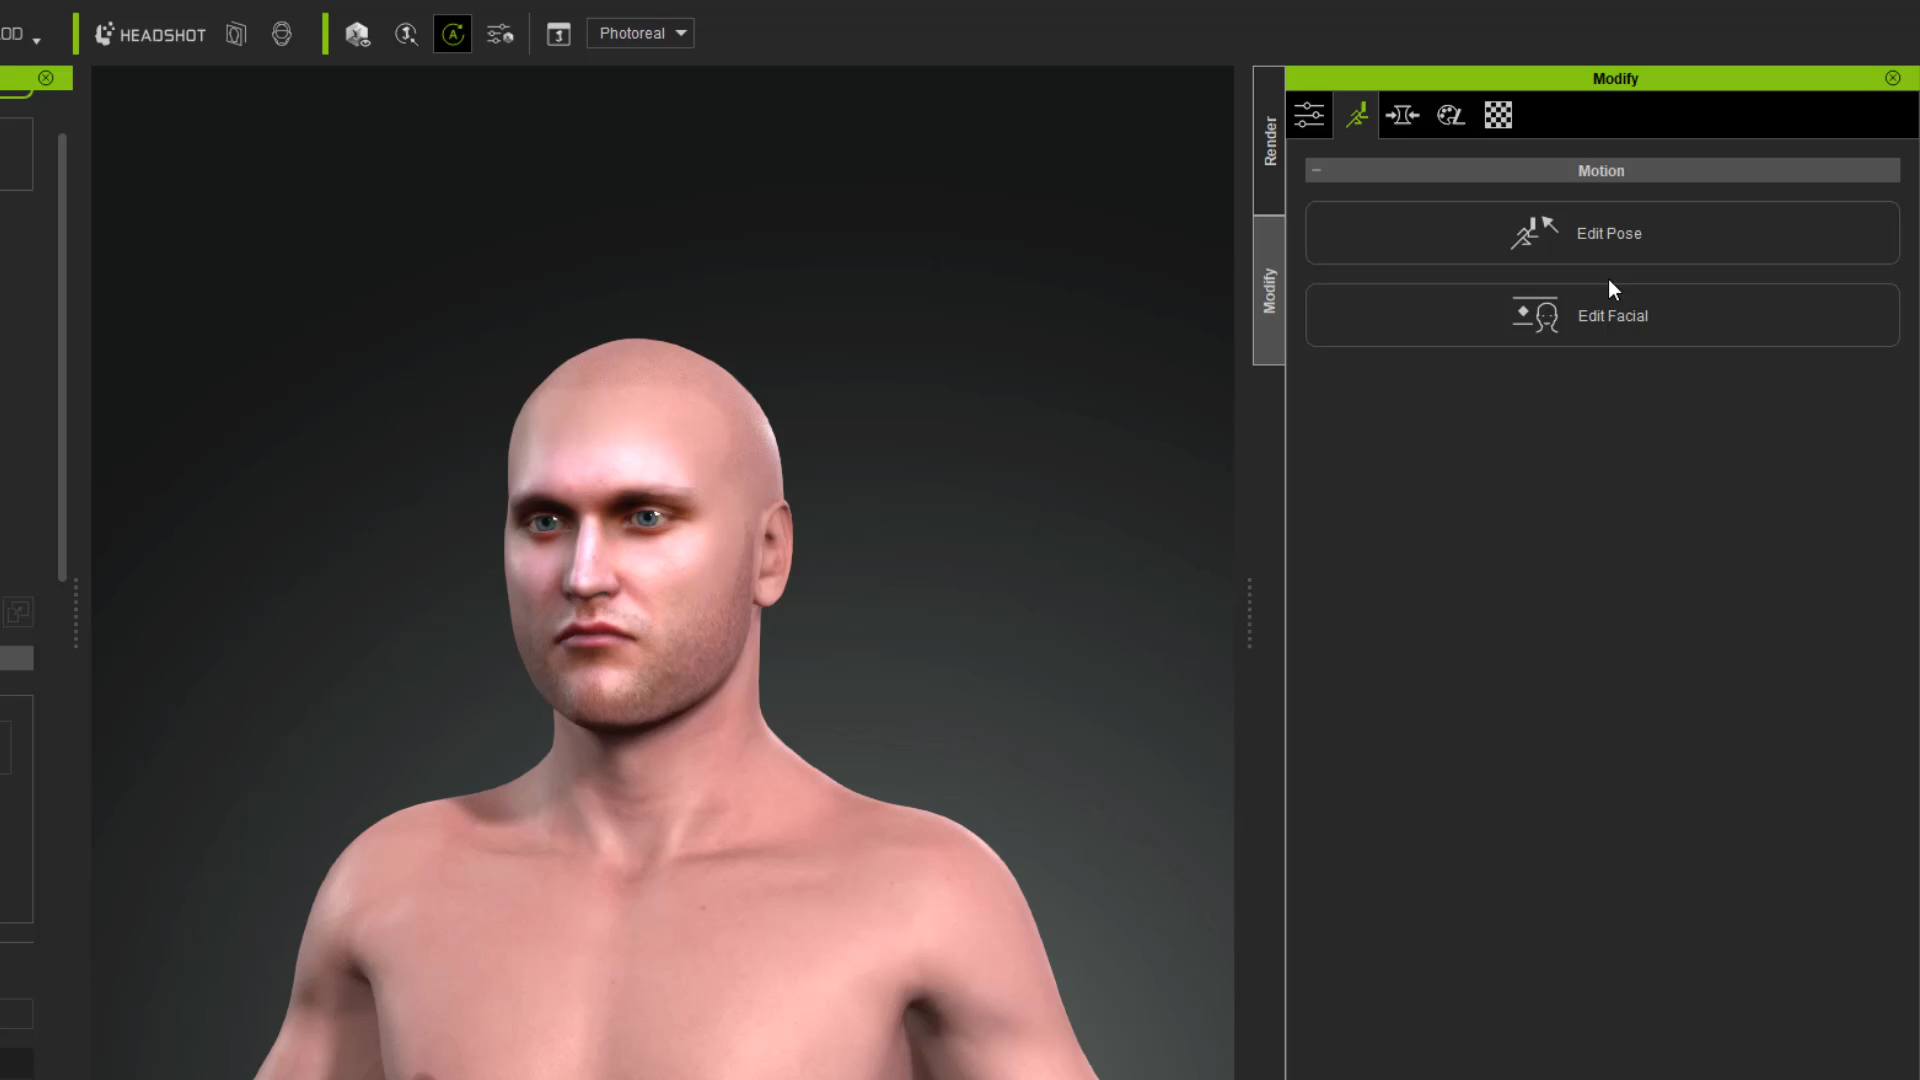 OD
HEADSHOT
Photoreal
Render
Modify
Modify
Motion
Edit Pose
Edit Facial